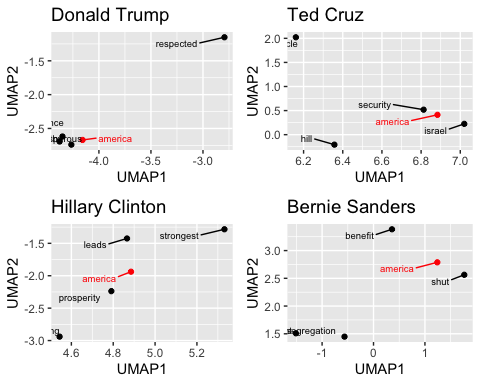 Donald Trump
Ted Cruz
respected
america
-1.5
-2.0
-2.5
-4.0
-3.5
-3.0
UMAP1
UMAP2
security
america
israel
hill
2.0
1.5
1.0
0.5
0.0
6.2
6.4
6.6
6.8
7.0
UMAP1
UMAP2
Hillary Clinton
Bernie Sanders
strongest
leads
america
prosperity
-1.5
-2.0
-2.5
-3.0
4.6
4.8
5.0
5.2
UMAP1
UMAP2
benefit
america
shut
3.0
2.5
2.0
1.5
-1
0
1
UMAP1
UMAP2